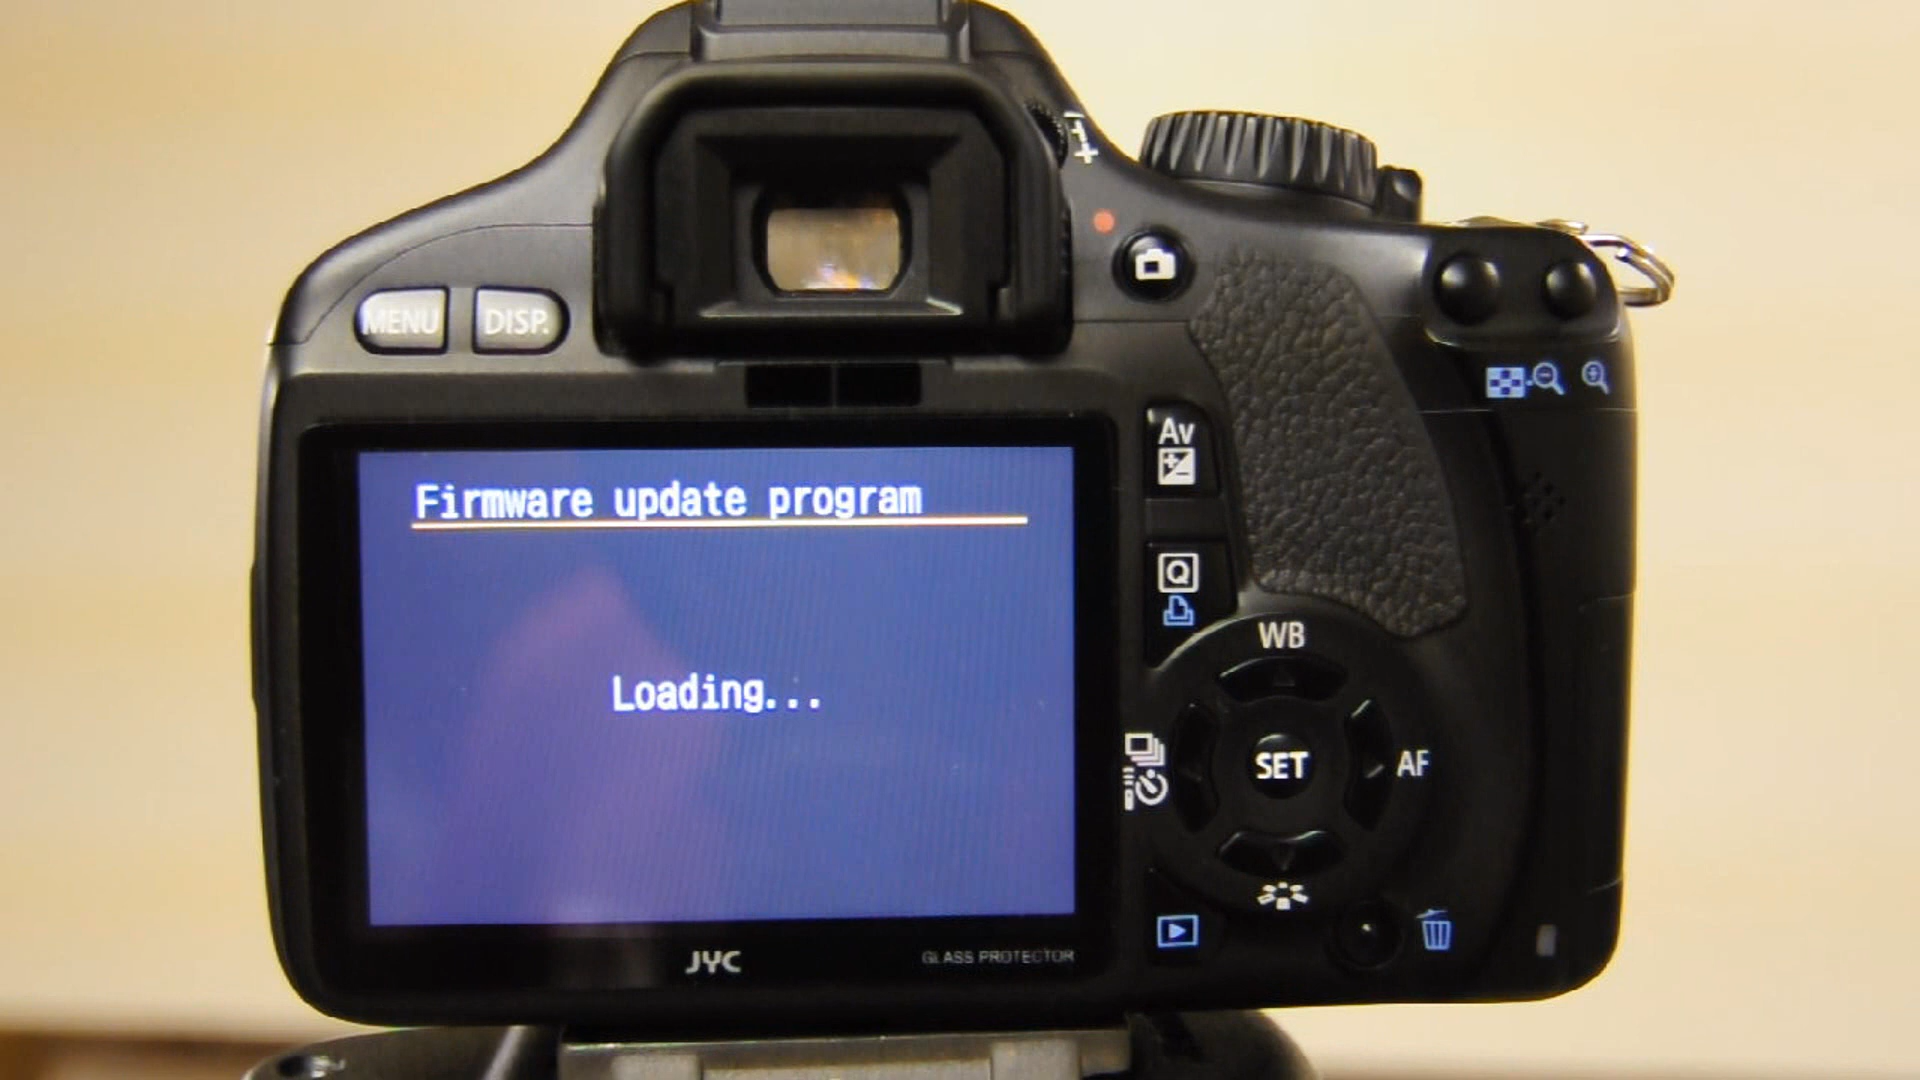 MENU DISP.
Firmware update program
Loading...
JYC
GLASS PROTECTOR
Av
Q
WB
SET
AF